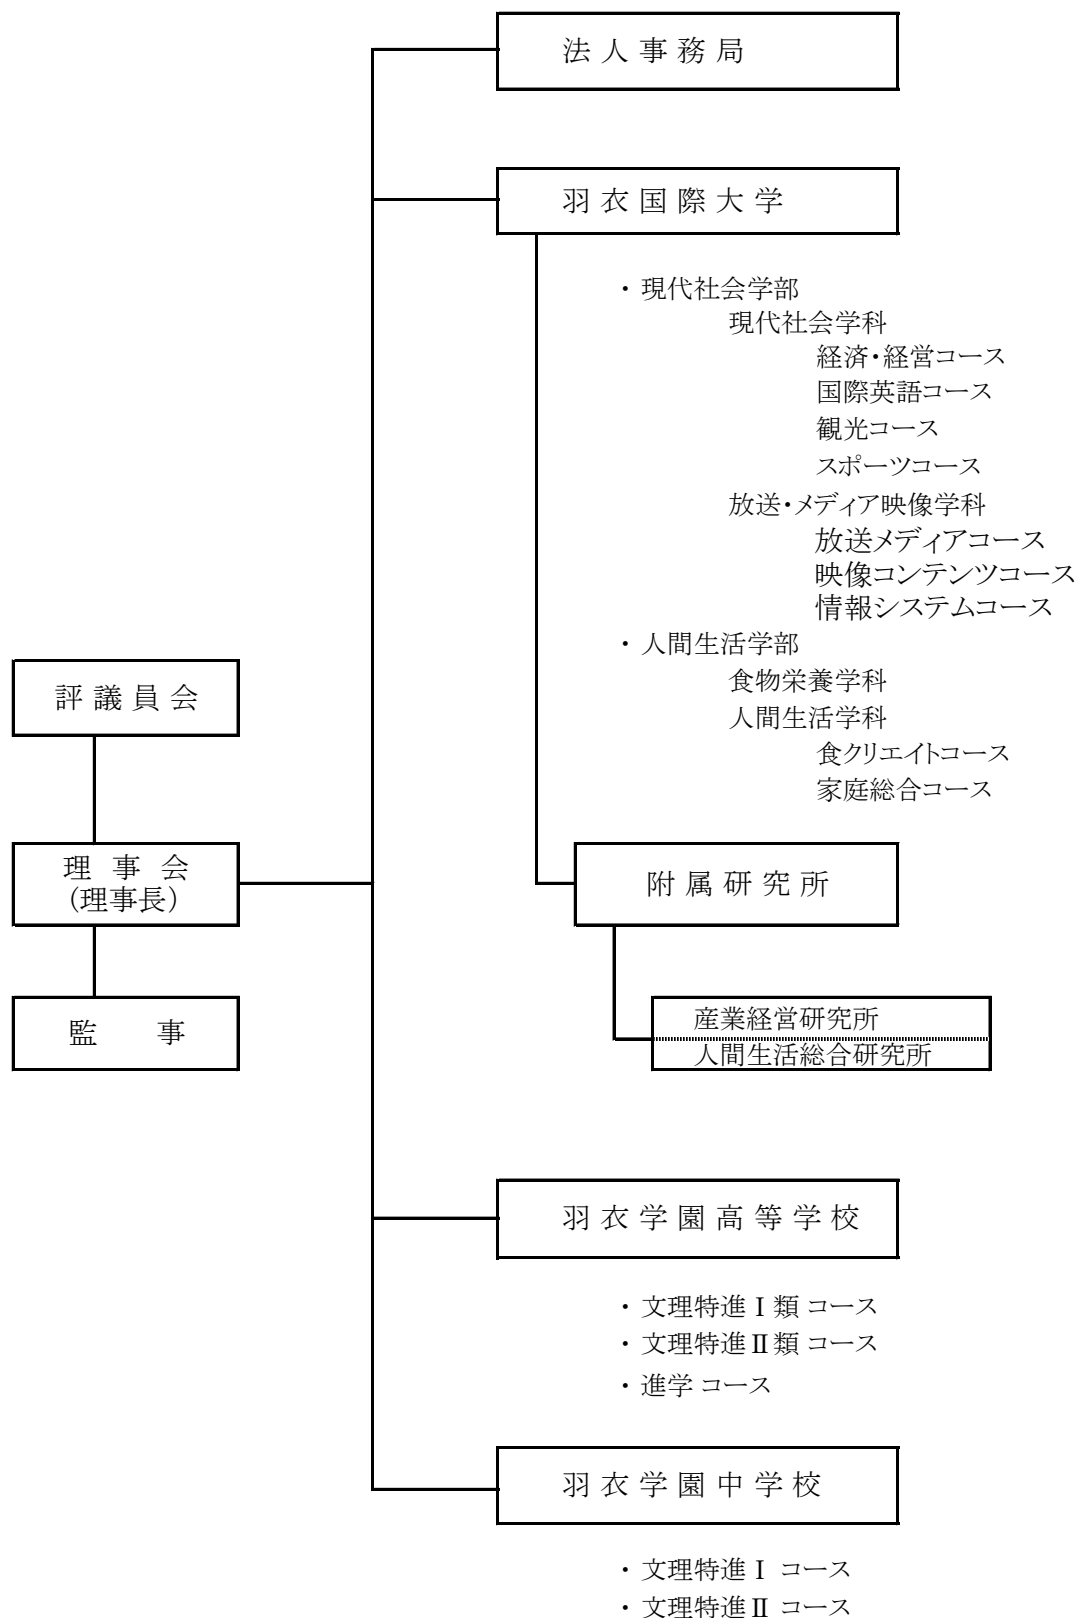 法人事務局
羽衣国際大学
・現代社会学部
現代社会学科
経済・経営コース
国際英語コース
観光コース
スポーツコース
放送・メディア映像学科
放送メディアコース
映像コンテンツコース
情報システムコース
・人間生活学部
食物栄養学科
人間生活学科
食クリエイトコース
家庭総合コース
評議員会
理事会
(理事長)
監事
附属研究所
産業経営研究所
人間生活総合研究所
羽衣学園高等学校
・文理特進Ⅰ類 コース
・文理特進Ⅱ類 コース
・進学 コース
羽衣学園中学校
・文理特進Ⅰ コース
・文理特進Ⅱ コース